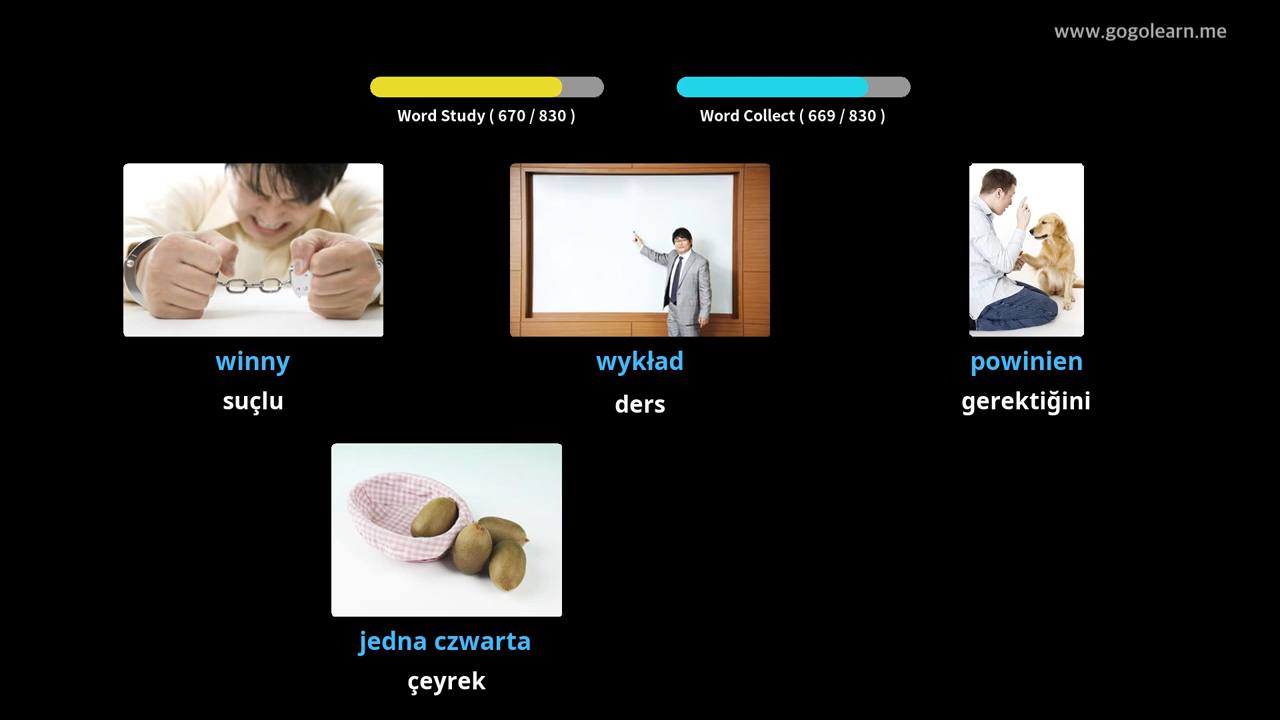 www.gogolearn.me
Word Study ( 670 / 830 )
Word Collect ( 669 / 830 )
winny
suçlu
wykład
ders
powinien
gerektiğini
jedna czwarta
çeyrek